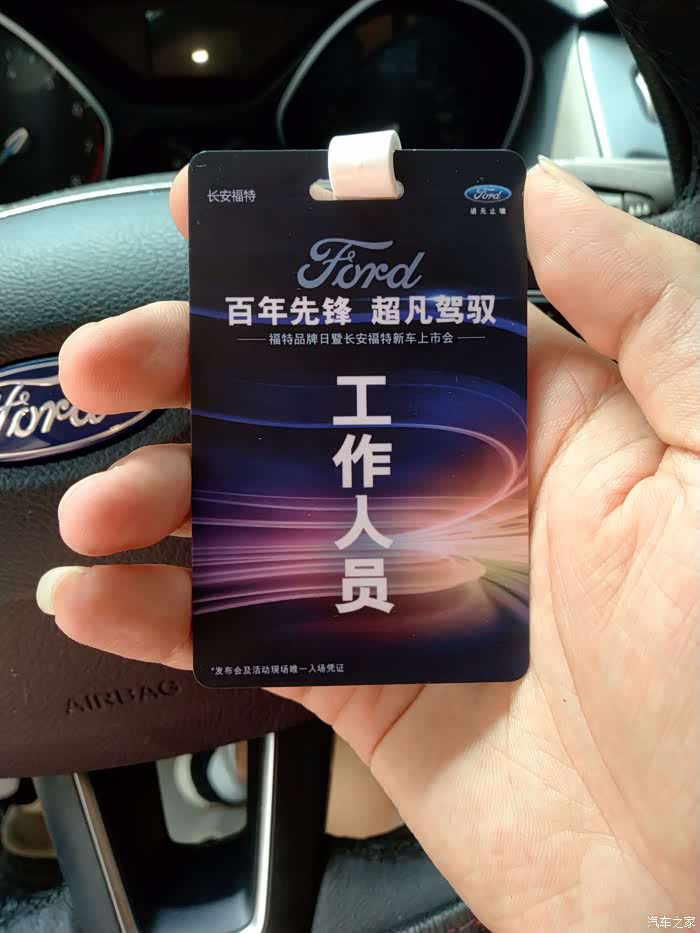 长安福特
Ford
进无止境
Ford
百年先锋 超凡驾驭
福特品牌日暨长安福特新车上市会
工
作
人
员
*发布会及活动现场唯一入场凭证
Ford
AIRBAG
汽车之家